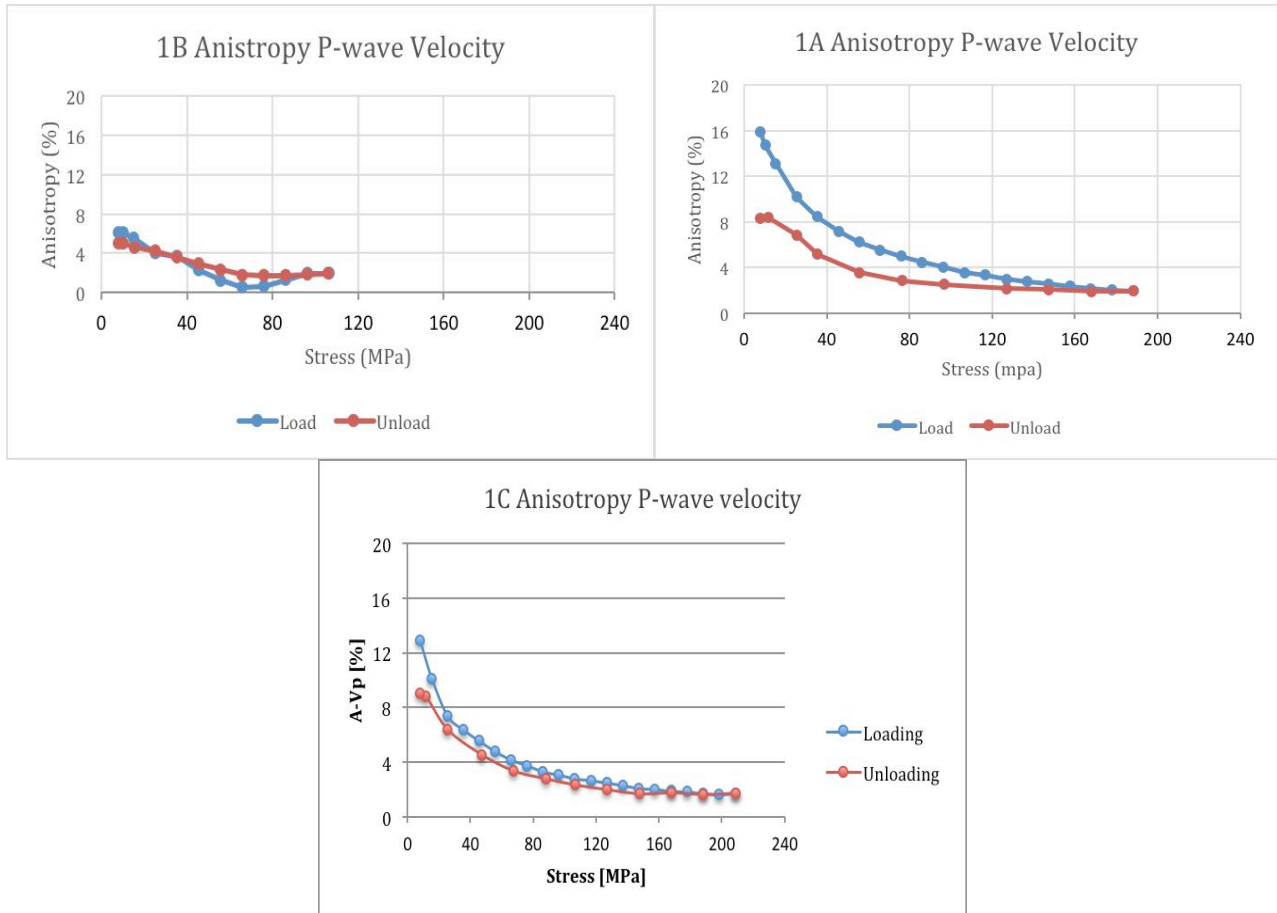 1B Anistropy P-wave Velocity
Anisotropy (%)
20
16
12
8
4
0
0 40 80 120 160 200 240
Stress (MPa)
Load Unload
1A Anisotropy P-wave Velocity
Anisotropy (%)
20
16
12
8
4
0
0 40 80 120 160 200 240
Stress (mpa)
Load Unload
1C Anisotropy P-wave velocity
A-Vp [%]
20
16
12
8
4
0
0 40 80 120 160 200 240
Stress [MPa]
Loading
Unloading